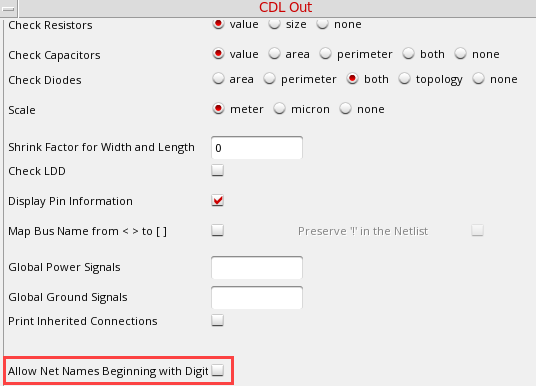 CDL Out
Check Resistors value size none
Check Capacitors value area perimeter both none
Check Diodes area perimeter both topology none
Scale meter micron none
Shrink Factor for Width and Length 0
Check LDD
Display Pin Information
Map Bus Name from < > to [ ] Preserve '!' in the Netlist
Global Power Signals
Global Ground Signals
Print Inherited Connections
Allow Net Names Beginning with Digit